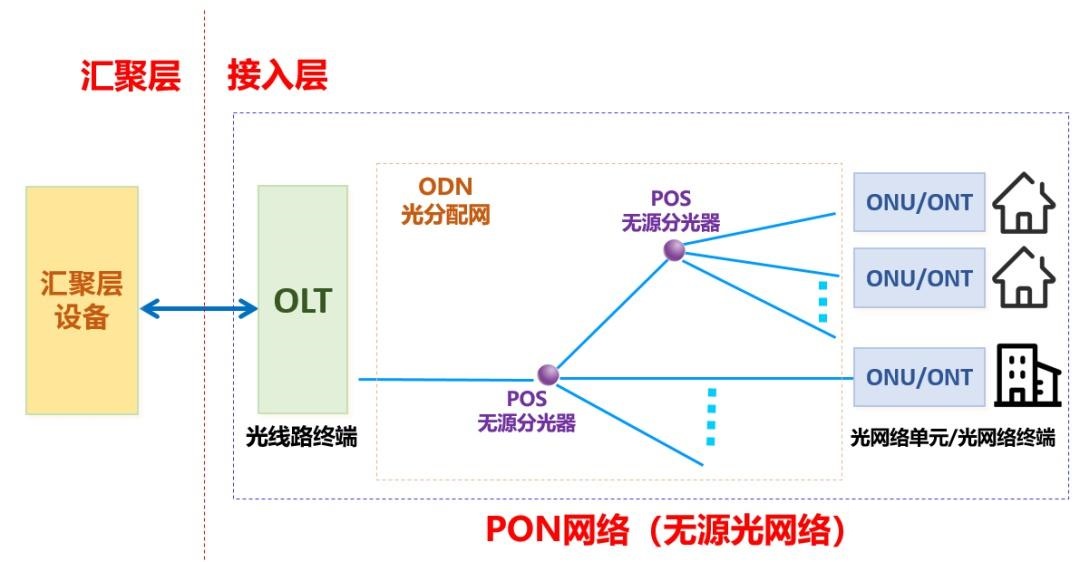 汇聚层
接入层
ODN
光分配网
POS
无源分光器
ONU/ONT
ONU/ONT
汇聚层
设备
OLT
ONU/ONT
POS
无源分光器
光线路终端
光网络单元/光网络终端
PON网络（无源光网络）